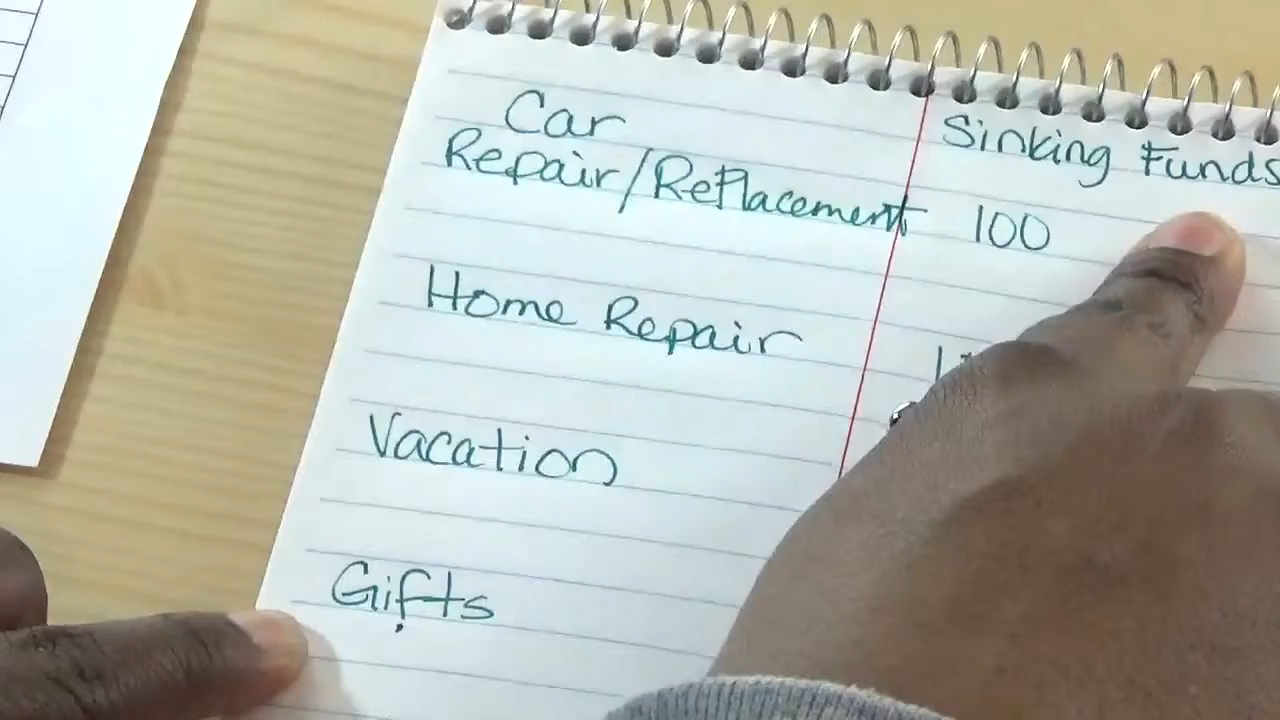 Car
Repair/Replacement
Sinking Funds
100
Home Repair
Vacation
Gifts